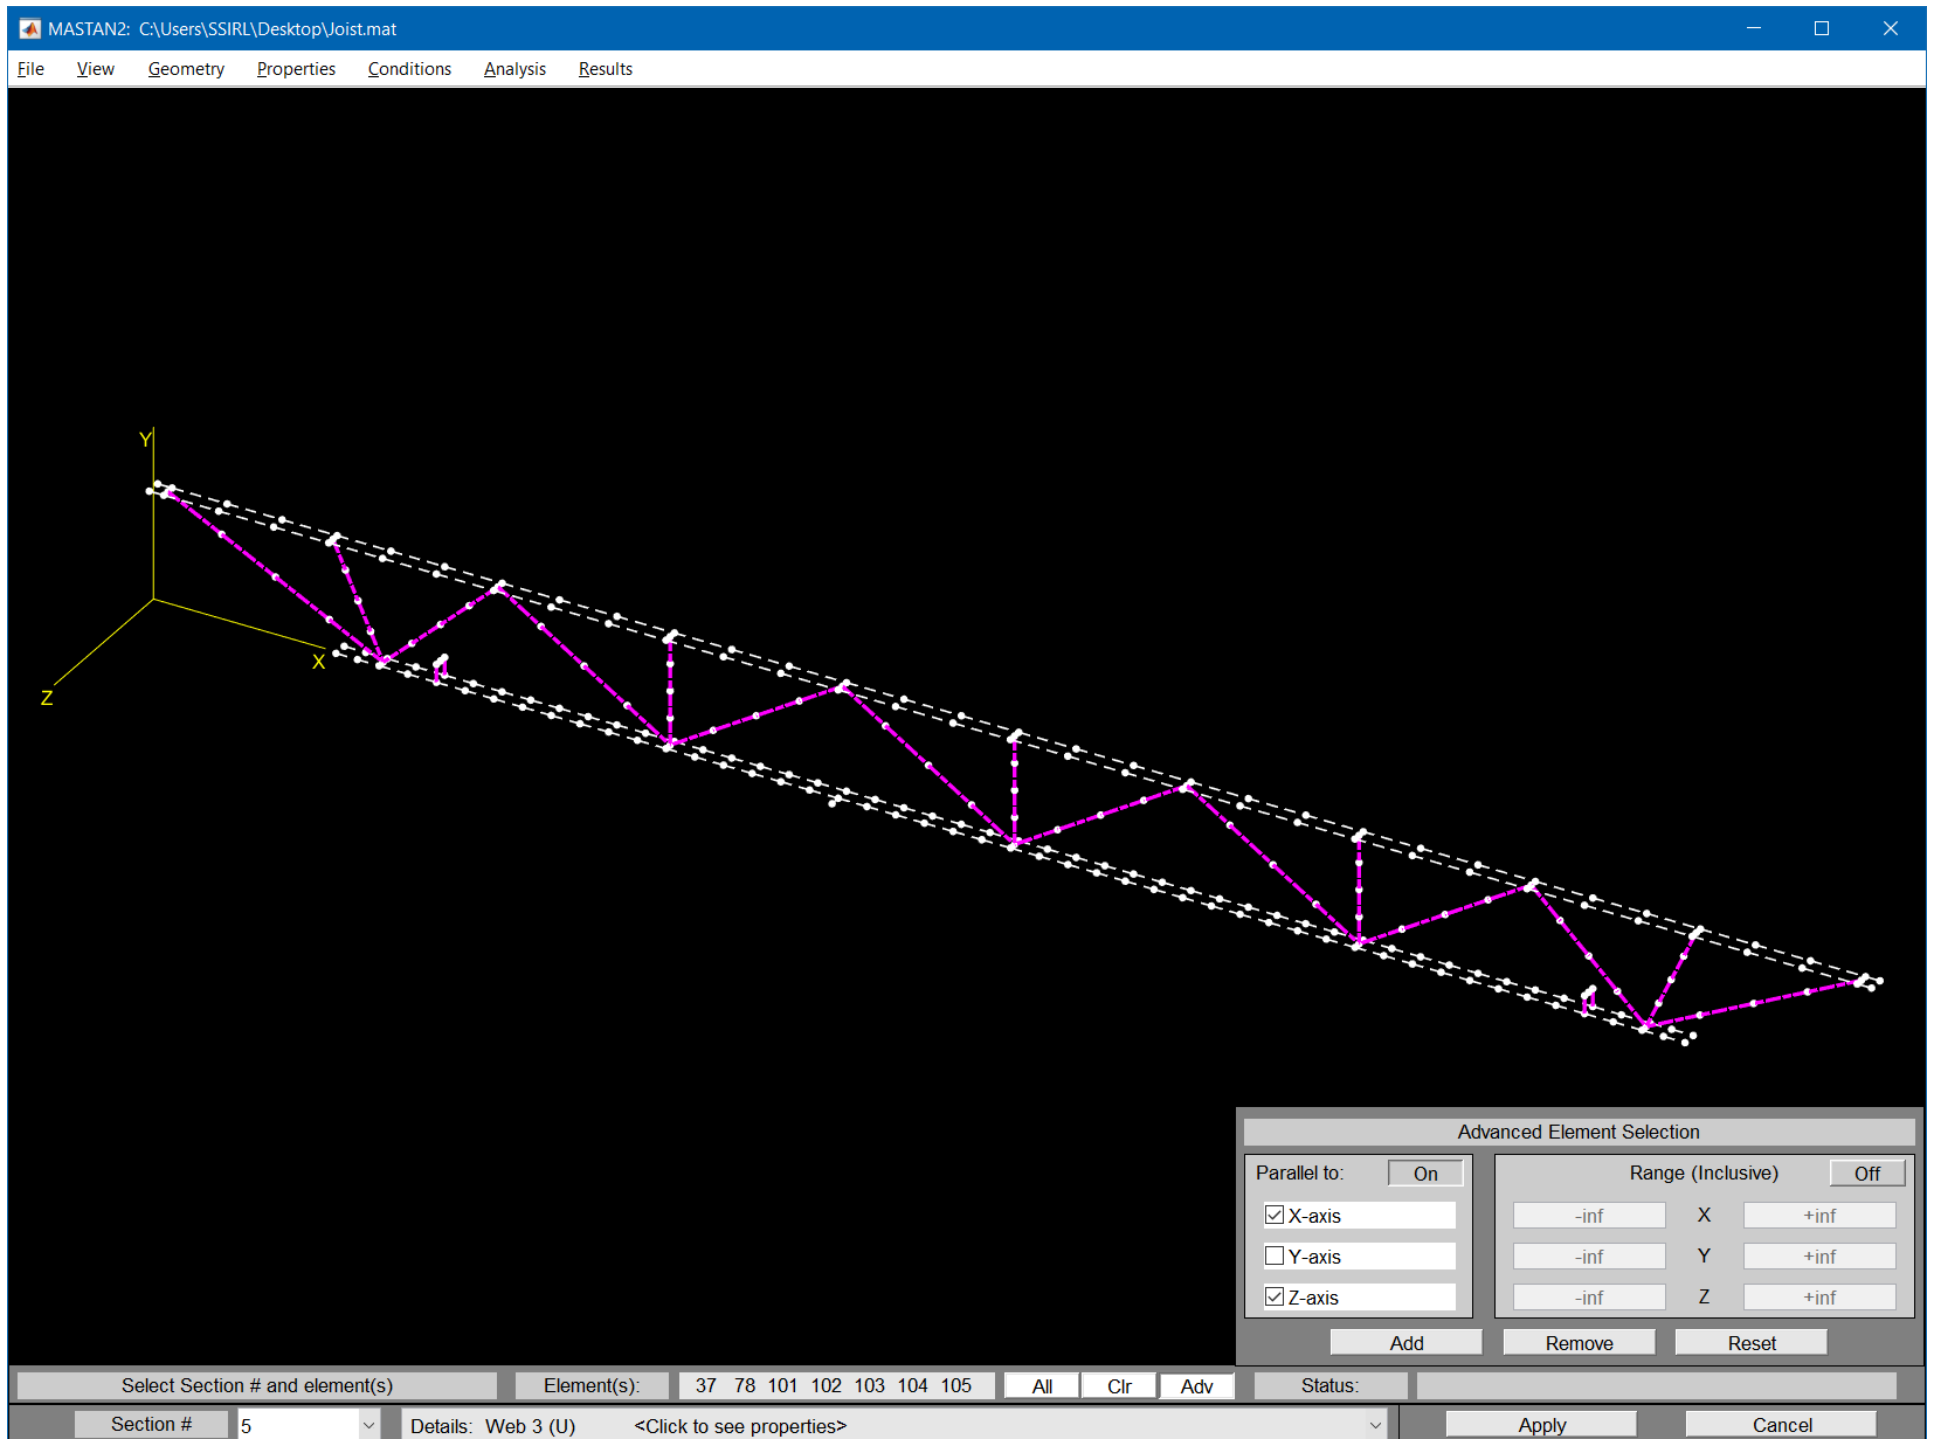 MASTAN2: C:\Users\SSIRL\Desktop\Joist.mat
File View Geometry Properties Conditions Analysis Results
Y
X
Z
Advanced Element Selection
Parallel to: On Range (Inclusive) Off
X-axis -inf X +inf
Y-axis -inf Y +inf
Z-axis -inf Z +inf
Add Remove Reset
Select Section # and element(s) Element(s): 37 78 101 102 103 104 105 All Clr Adv Status:
Section # 5 Details: Web 3 (U) <Click to see properties> Apply Cancel